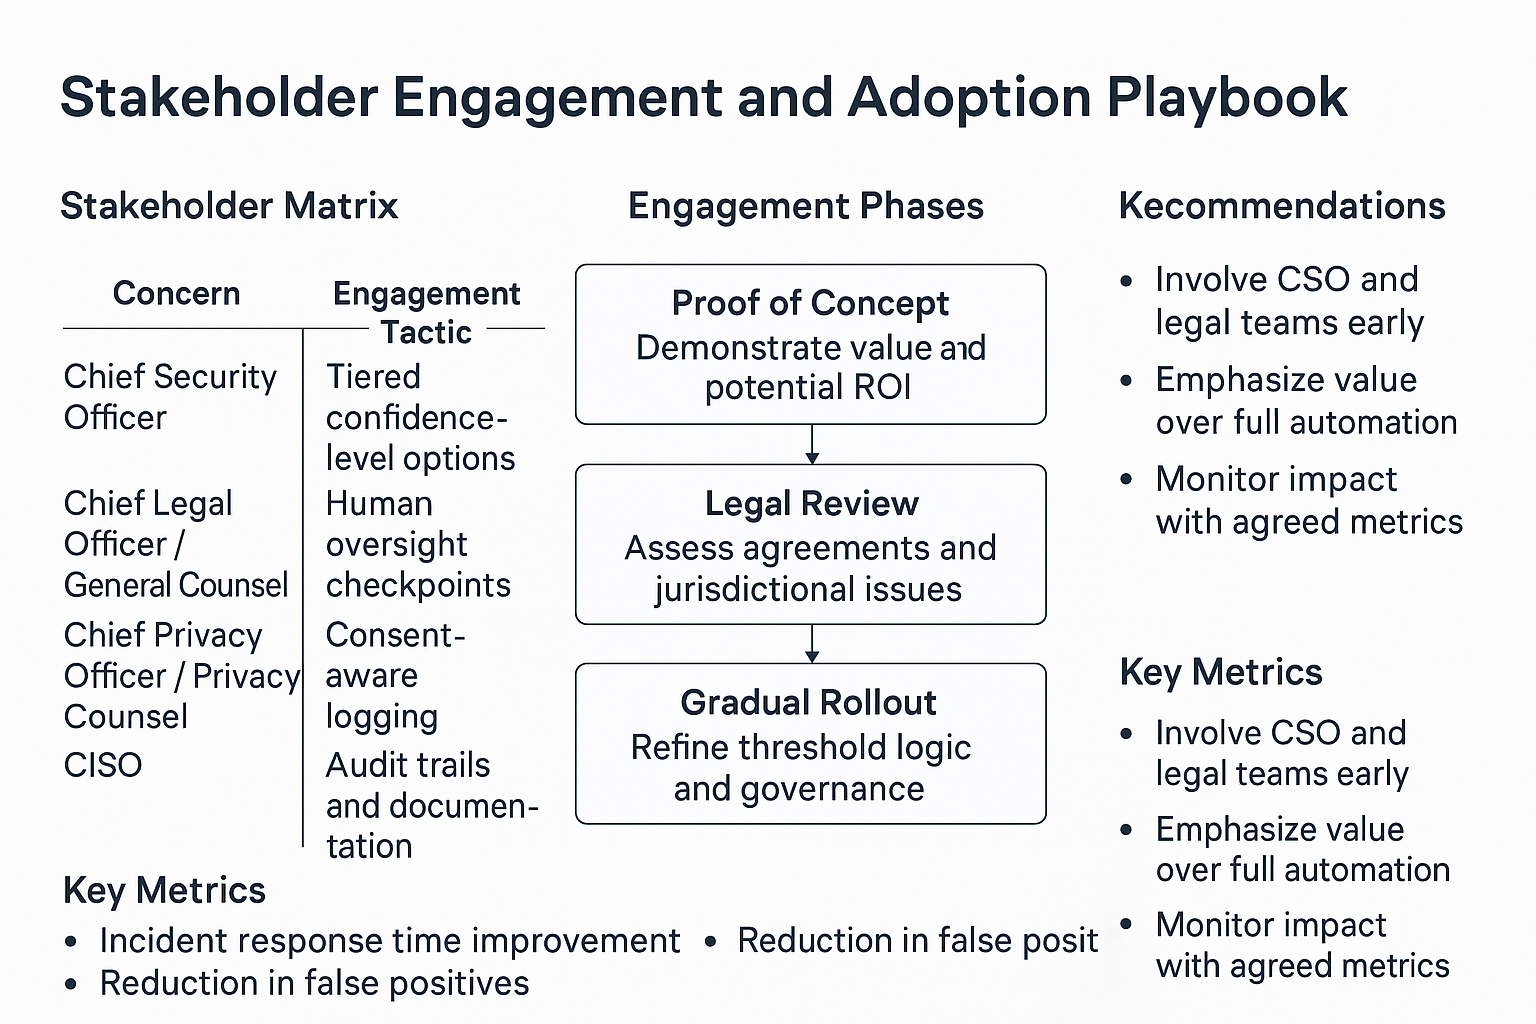 Stakeholder Engagement and Adoption Playbook
Stakeholder Matrix
Concern
Engagement
Tactic
Chief Security
Officer
Tiered
confidence-
level options
Chief Legal
Officer /
General Counsel
Human
oversight
checkpoints
Chief Privacy
Officer / Privacy
Counsel
Consent-
aware
logging
CISO
Audit trails
and documen-
tation
Key Metrics
• Incident response time improvement • Reduction in false posit
• Reduction in false positives
Engagement Phases
Proof of Concept
Demonstrate value and
potential ROI
Legal Review
Assess agreements and
jurisdictional issues
Gradual Rollout
Refine threshold logic
and governance
Kecommendations
• Involve CSO and
legal teams early
• Emphasize value
over full automation
• Monitor impact
with agreed metrics
Key Metrics
• Involve CSO and
legal teams early
• Emphasize value
over full automation
• Monitor impact
with agreed metrics